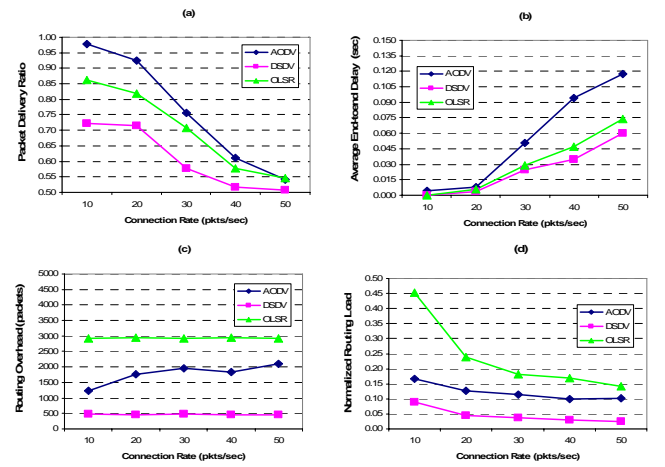 (a)
1.00
0.95
0.90
0.85
0.80
0.75
0.70
0.65
0.60
0.55
0.50
Packet Delivery Ratio
AODV
DSDV
OLSR
10 20 30 40 50
Connection Rate (pkts/sec)
(b)
0.150
0.135
0.120
0.105
0.090
0.075
0.060
0.045
0.030
0.015
0.000
Average End-toend Delay (sec)
AODV
DSDV
OLSR
10 20 30 40 50
Connection Rate (pkts/sec)
(c)
5000
4500
4000
3500
3000
2500
2000
1500
1000
500
0
Routing Overhead (packets)
AODV
DSDV
OLSR
10 20 30 40 50
Connection Rate (pkts/sec)
(d)
0.50
0.45
0.40
0.35
0.30
0.25
0.20
0.15
0.10
0.05
0.00
Normalized Routing Load
AODV
DSDV
OLSR
10 20 30 40 50
Connection Rate (pkts/sec)